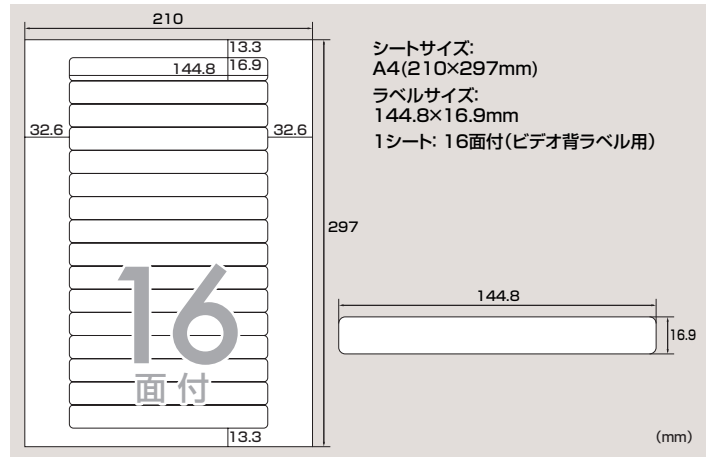 210
13.3
144.8 16.9
32.6 32.6
297
16
面付
13.3
シートサイズ:
A4(210×297mm)
ラベルサイズ:
144.8×16.9mm
1シート: 16面付(ビデオ背ラベル用)
144.8
16.9
(mm)